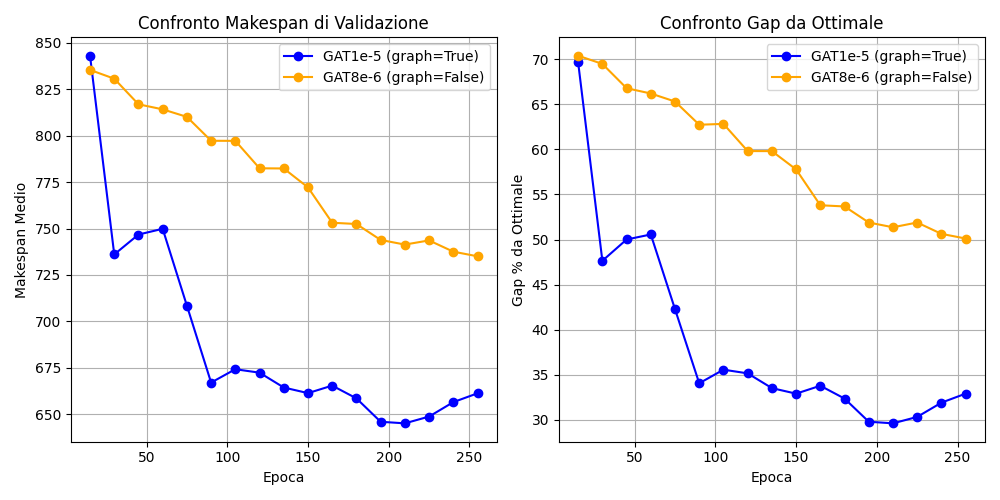 Confronto Makespan di Validazione
GAT1e-5 (graph=True)
GAT8e-6 (graph=False)
Makespan Medio
850
825
800
775
750
725
700
675
650
50
100
150
200
250
Epoca
Confronto Gap da Ottimale
GAT1e-5 (graph=True)
GAT8e-6 (graph=False)
Gap % da Ottimale
70
65
60
55
50
45
40
35
30
50
100
150
200
250
Epoca